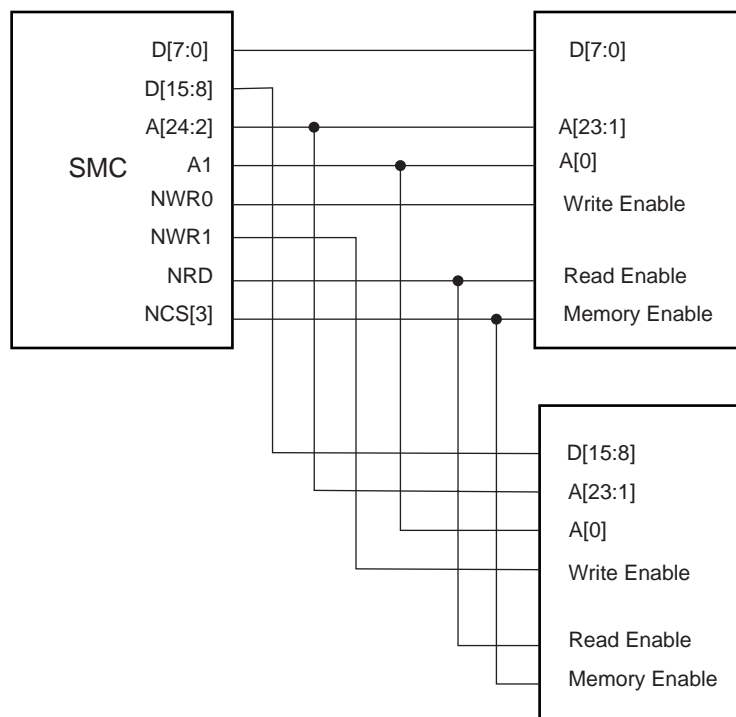 D[7:0]
D[15:8]
A[24:2]
SMC
A1
NWR0
NWR1
NRD
NCS[3]
D[7:0]
A[23:1]
A[0]
Write Enable
Read Enable
Memory Enable
D[15:8]
A[23:1]
A[0]
Write Enable
Read Enable
Memory Enable